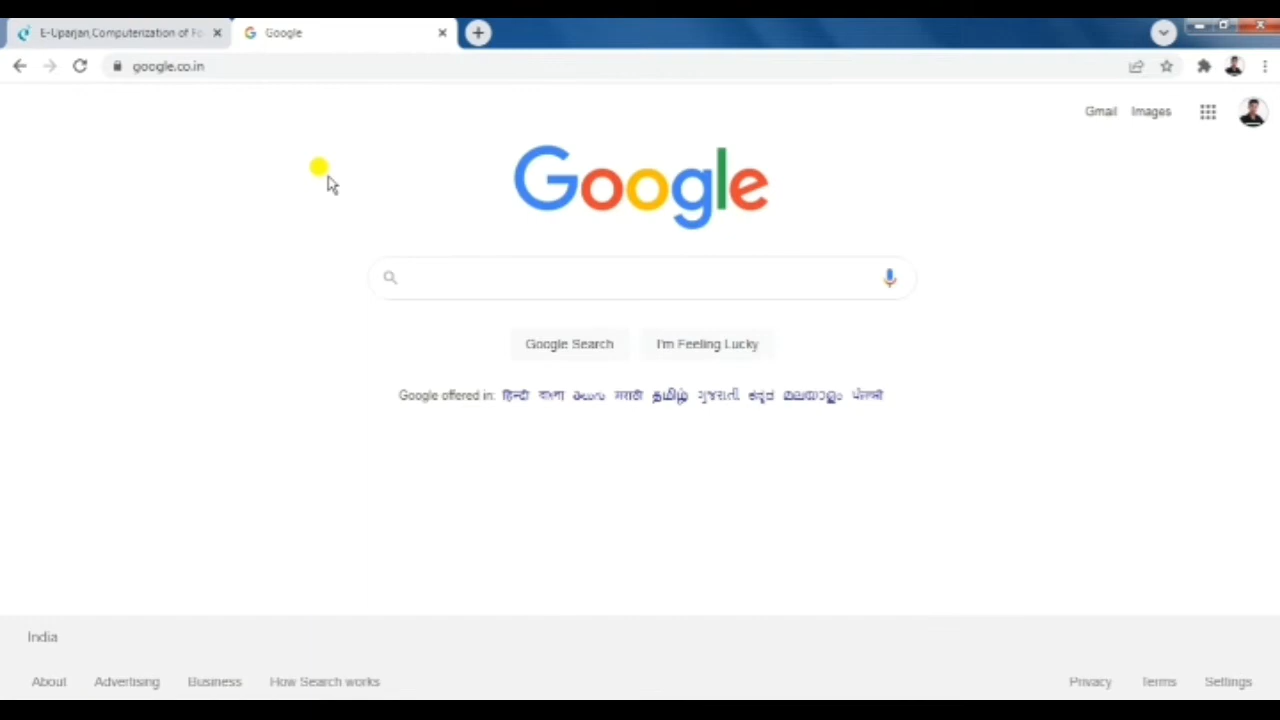 E-Uparjan,Computerization of Fo
Google
google.co.in
Gmail Images
Google
Google Search I'm Feeling Lucky
Google offered in: हिन्दी বাংলা తెలుగు मराठी தமிழ் ગુજરાતી ಕನ್ನಡ മലയാളം ਪੰਜਾਬੀ
India
About Advertising Business How Search works
Privacy Terms Settings